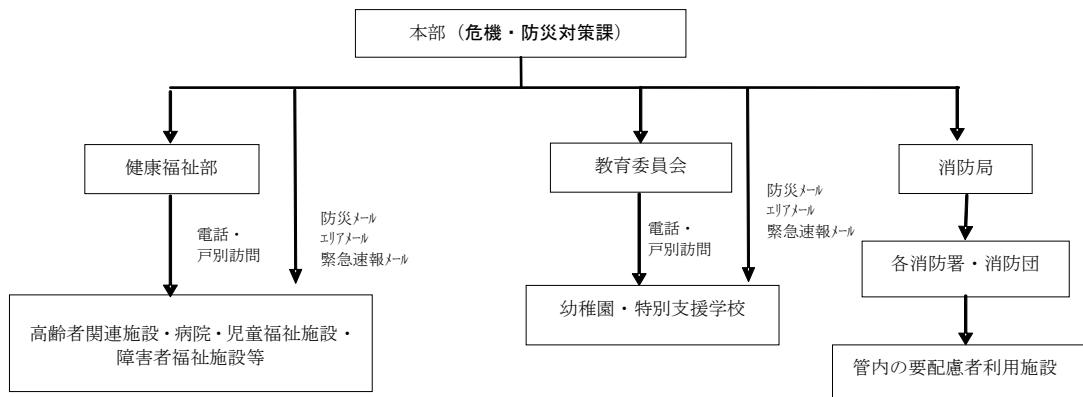 本部（危機・防災対策課）
健康福祉部
教育委員会
消防局
電話・
戸別訪問
防災ﾒｰﾙ
ｴﾘｱﾒｰﾙ
緊急速報ﾒｰﾙ
電話・
戸別訪問
防災ﾒｰﾙ
ｴﾘｱﾒｰﾙ
緊急速報ﾒｰﾙ
各消防署・消防団
高齢者関連施設・病院・児童福祉施設・
障害者福祉施設等
幼稚園・特別支援学校
管内の要配慮者利用施設